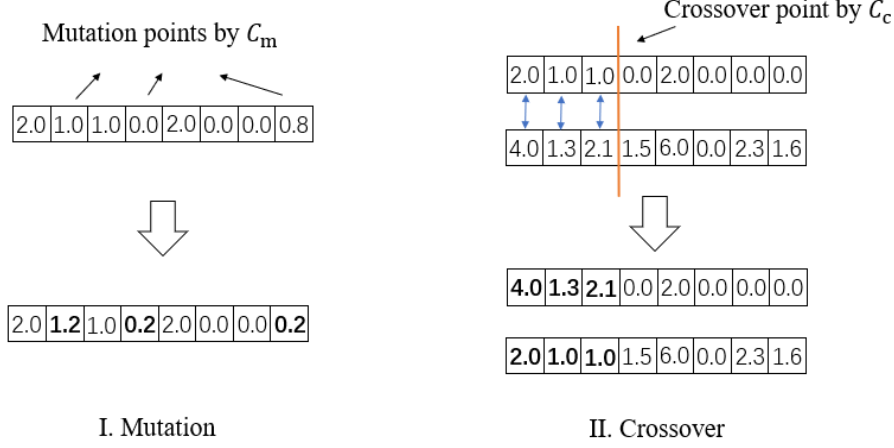 Mutation points by Cm
2.0 1.0 1.0 0.0 2.0 0.0 0.0 0.8
2.0 1.2 1.0 0.2 2.0 0.0 0.0 0.2
I. Mutation
Crossover point by Cc
2.0 1.0 1.0 0.0 2.0 0.0 0.0 0.0
4.0 1.3 2.1 1.5 6.0 0.0 2.3 1.6
4.0 1.3 2.1 0.0 2.0 0.0 0.0 0.0
2.0 1.0 1.0 1.5 6.0 0.0 2.3 1.6
II. Crossover